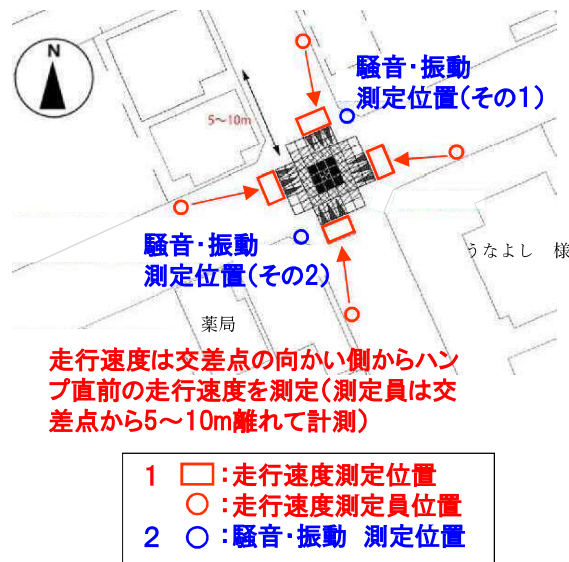 N
騒音・振動
測定位置(その1)
5～10m
騒音・振動
測定位置(その2)
うなよし 様
薬局
走行速度は交差点の向かい側からハン
プ直前の走行速度を測定(測定員は交
差点から5～10m離れて計測)
1 :走行速度測定位置
:走行速度測定員位置
2 :騒音・振動 測定位置